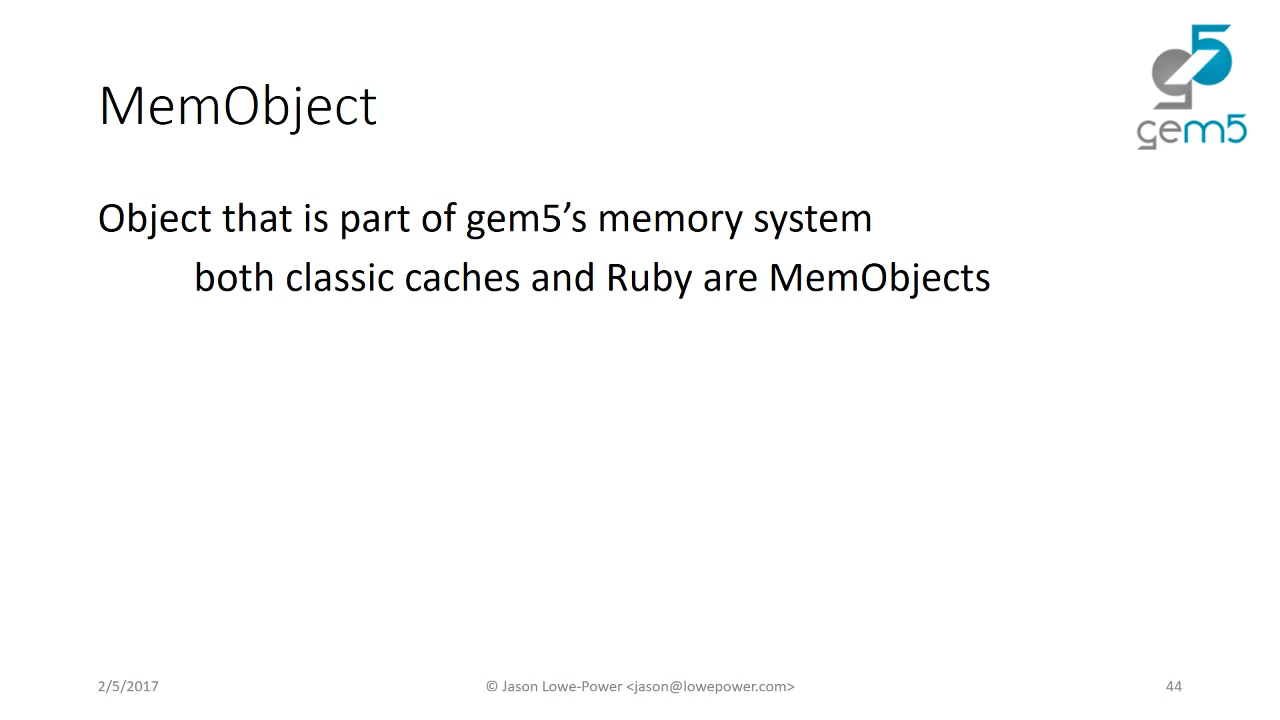 gem5
MemObject
Object that is part of gem5’s memory system
both classic caches and Ruby are MemObjects
2/5/2017
© Jason Lowe-Power <jason@lowepower.com>
44